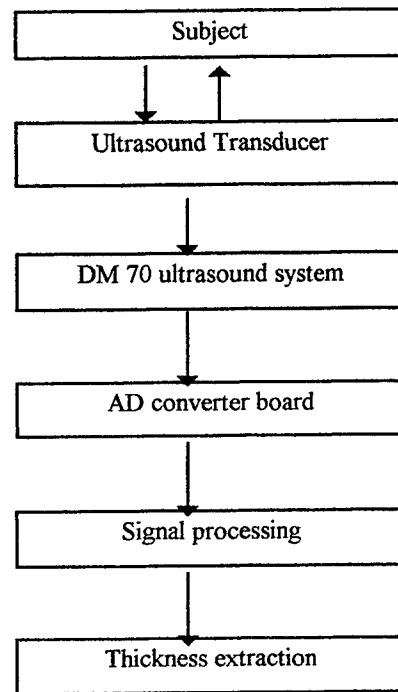 Subject
Ultrasound Transducer
DM 70 ultrasound system
AD converter board
Signal processing
Thickness extraction